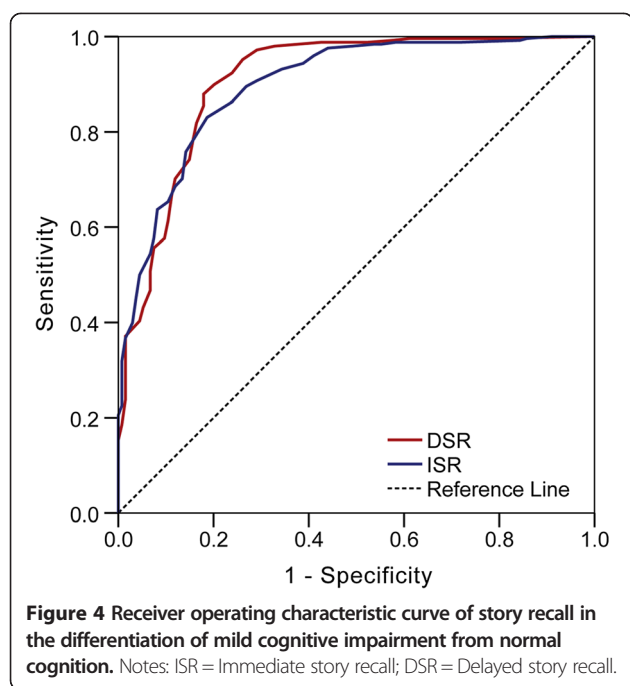 1.0
0.8
0.6
0.4
0.2
0.0
Sensitivity
DSR
ISR
Reference Line
0.0 0.2 0.4 0.6 0.8 1.0
1 - Specificity
Figure 4 Receiver operating characteristic curve of story recall in
the differentiation of mild cognitive impairment from normal
cognition. Notes: ISR = Immediate story recall; DSR = Delayed story recall.